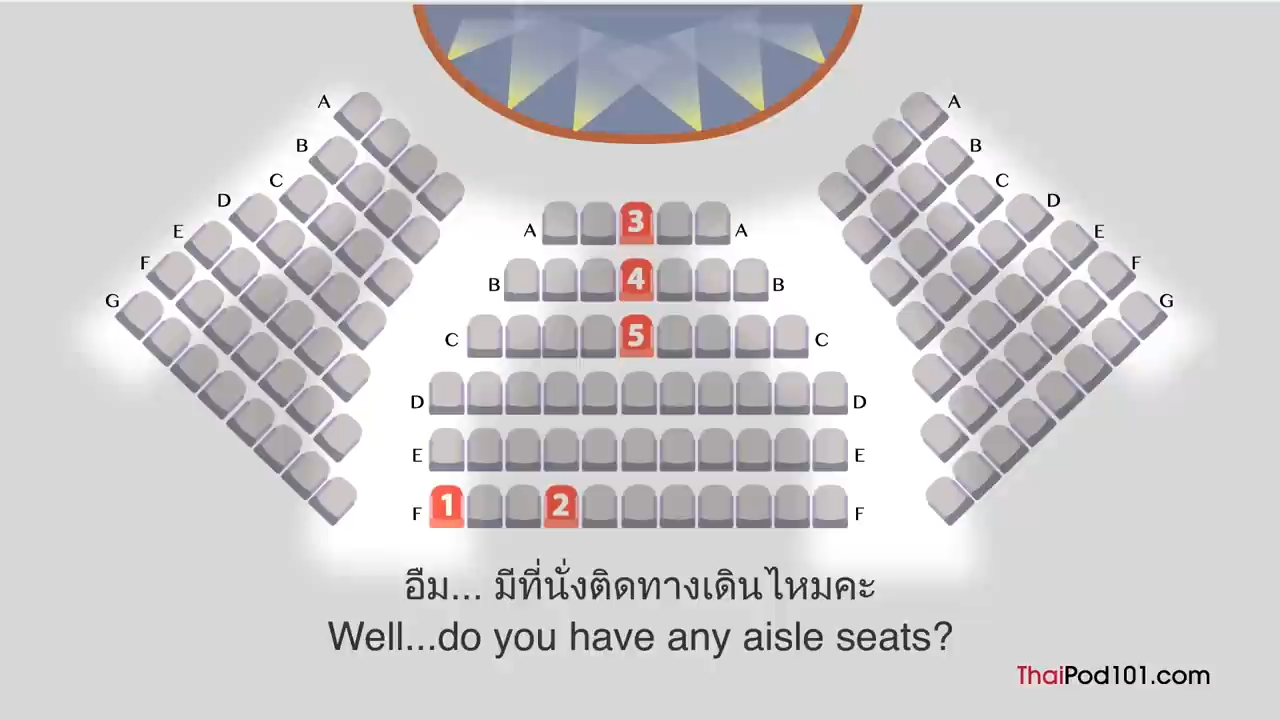 A
B
C
D
E
F
G
A 3 A
B 4 B
C 5 C
D D
E E
F 1 2 F
A
B
C
D
E
F
G
อืม... มีที่นั่งติดทางเดินไหมคะ
Well...do you have any aisle seats?
ThaiPod101.com